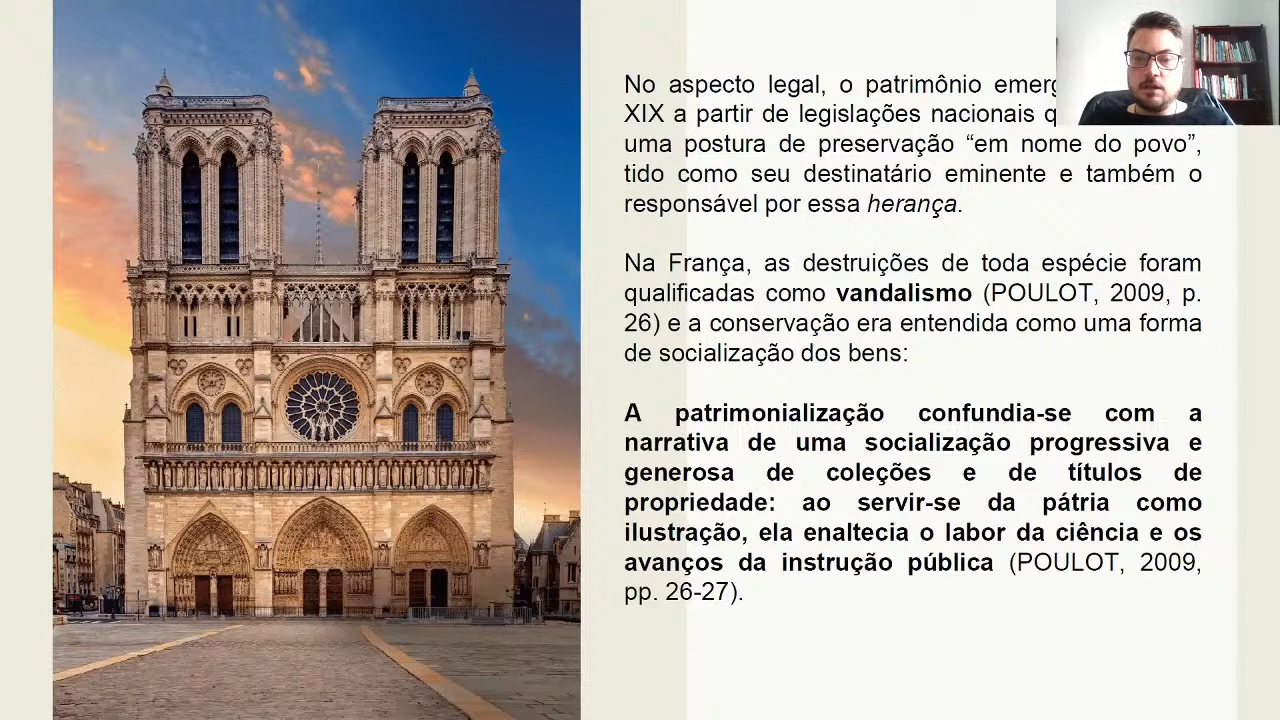 No aspecto legal, o patrimônio
XIX a partir de legislações nacionais
uma postura de preservação “em nome do povo”,
tido como seu destinatário eminente e também o
responsável por essa herança.
Na França, as destruições de toda espécie foram
qualificadas como vandalismo (POULOT, 2009, p.
26) e a conservação era entendida como uma forma
de socialização dos bens:
A patrimonialização confundia-se com a
narrativa de uma socialização progressiva e
generosa de coleções e de títulos de
propriedade: ao servir-se da pátria como
ilustração, ela enaltecia o labor da ciência e os
avanços da instrução pública (POULOT, 2009,
pp. 26-27).